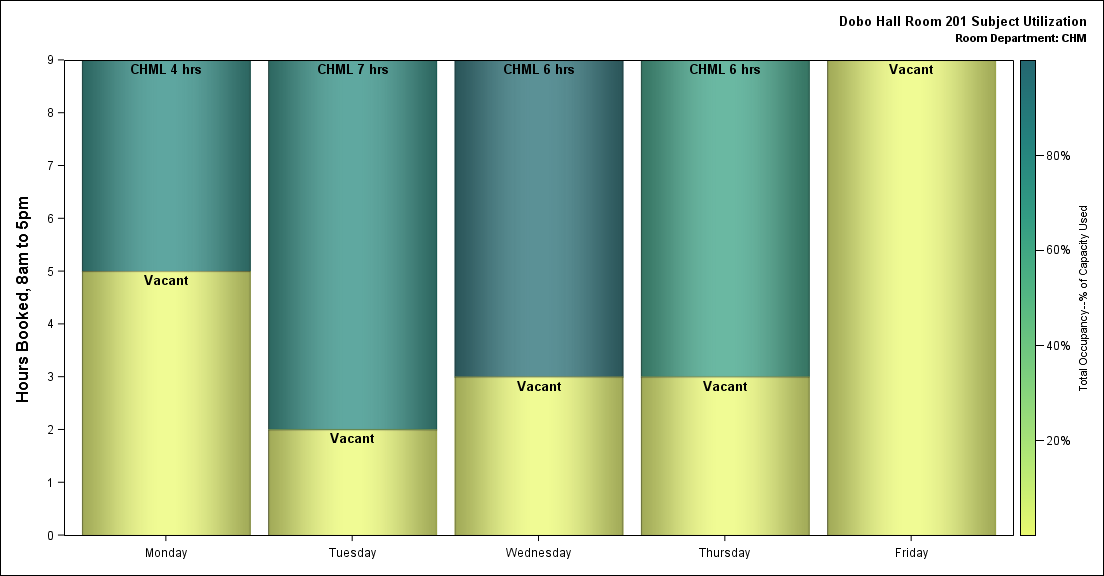 Dobo Hall Room 201 Subject Utilization
Room Department: CHM
Hours Booked, 8am to 5pm
9
8
7
6
5
4
3
2
1
0
CHML 4 hrs
Vacant
CHML 7 hrs
Vacant
CHML 6 hrs
Vacant
CHML 6 hrs
Vacant
Vacant
Monday
Tuesday
Wednesday
Thursday
Friday
80%
60%
40%
20%
Total Occupancy--% of Capacity Used